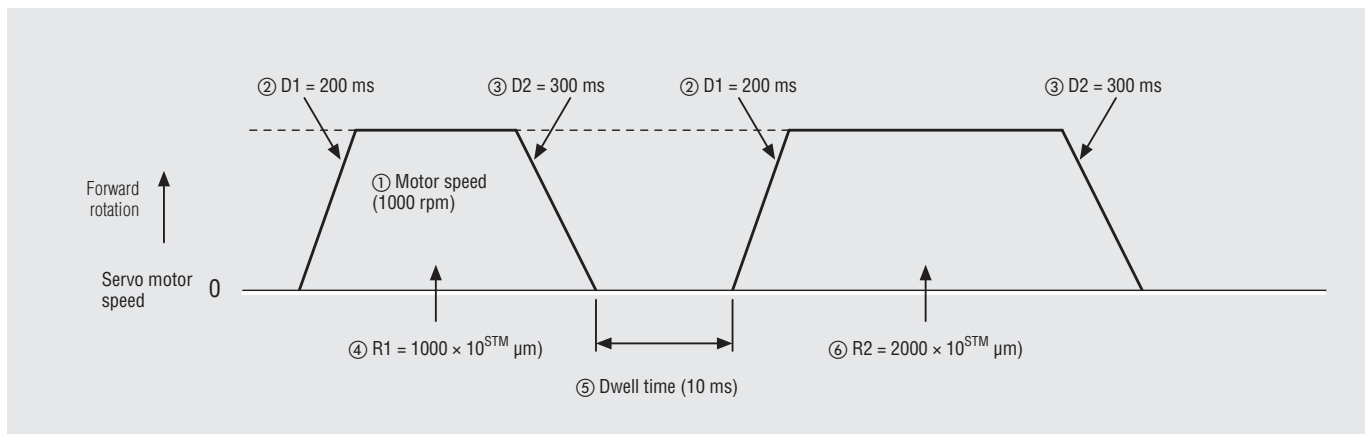 ② D1 = 200 ms
③ D2 = 300 ms
② D1 = 200 ms
③ D2 = 300 ms
① Motor speed
(1000 rpm)
Forward
rotation
Servo motor
speed
0
④ R1 = 1000 × 10^STM µm)
⑥ R2 = 2000 × 10^STM µm)
⑤ Dwell time (10 ms)